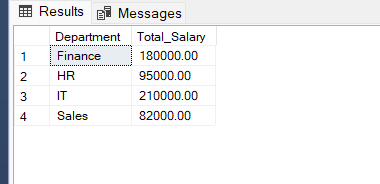 Results Messages
Department Total_Salary
1 Finance 180000.00
2 HR 95000.00
3 IT 210000.00
4 Sales 82000.00